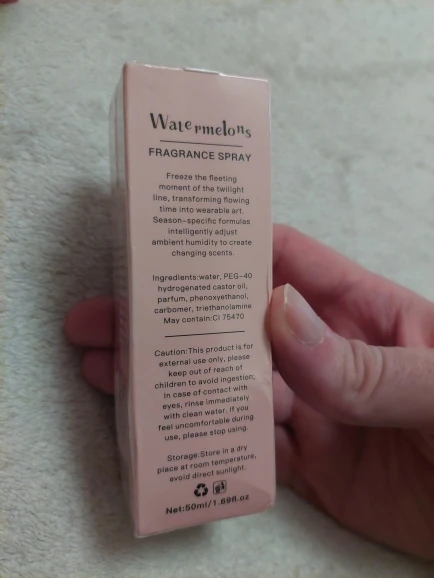 Watermelons
FRAGRANCE SPRAY
Freeze the fleeting
moment of the twilight
line, transforming flowing
time into wearable art.
Season-specific formulas
intelligently adjust
ambient humidity to create
changing scents.
Ingredients:water, PEG-40
hydrogenated castor oil,
parfum, phenoxyethanol,
carbomer, triethanolamine
May contain:CI 75470
Caution:This product is for
external use only, please
keep out of reach of
children to avoid ingestion;
in case of contact with
eyes, rinse immediately
with clean water. If you
feel uncomfortable during
use, please stop using.
Storage:Store in a dry
place at room temperature,
avoid direct sunlight.
Net:50ml/1.69fl.oz